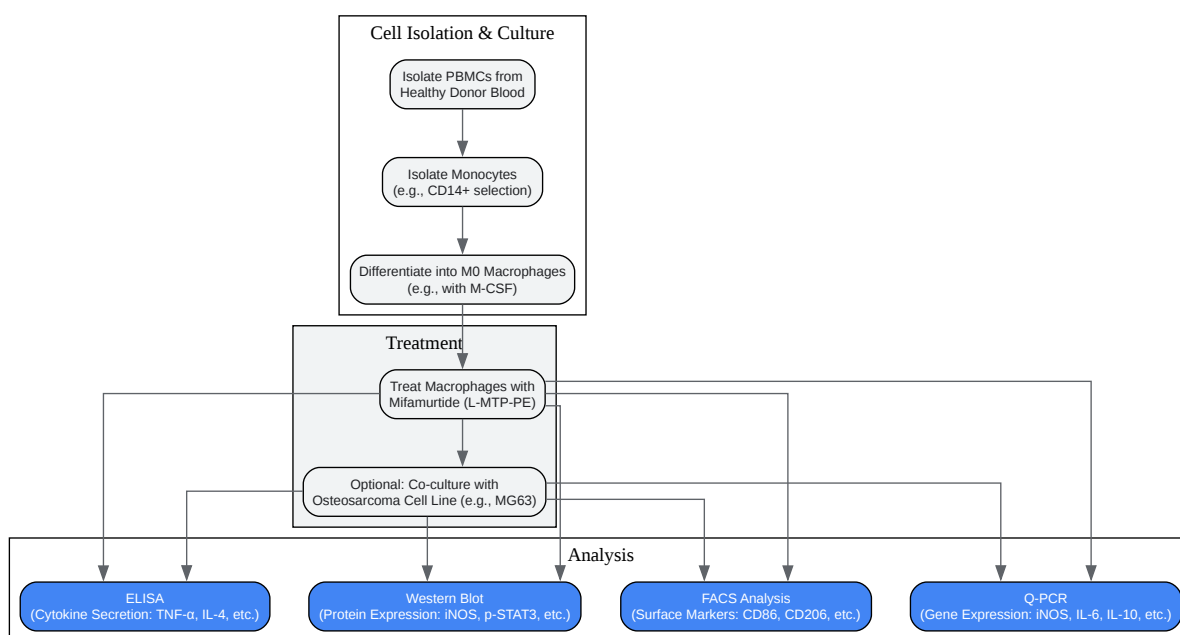 Cell Isolation & Culture
Isolate PBMCs from
Healthy Donor Blood
Isolate Monocytes
(e.g., CD14+ selection)
Differentiate into M0 Macrophages
(e.g., with M-CSF)
Treatment
Treat Macrophages with
Mifamurtide (L-MTP-PE)
Optional: Co-culture with
Osteosarcoma Cell Line (e.g., MG63)
Analysis
ELISA
(Cytokine Secretion: TNF-α, IL-4, etc.)
Western Blot
(Protein Expression: iNOS, p-STAT3, etc.)
FACS Analysis
(Surface Markers: CD86, CD206, etc.)
Q-PCR
(Gene Expression: iNOS, IL-6, IL-10, etc.)